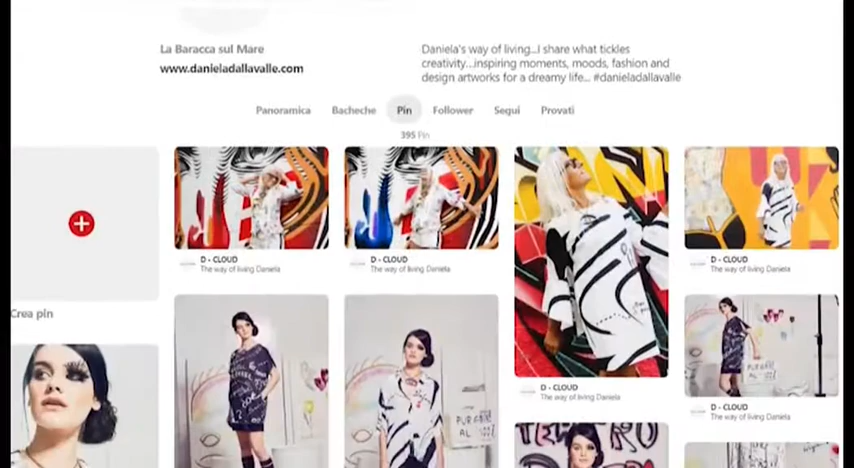 La Baracca sul Mare
www.danieladallavalle.com
Daniela's way of living...I share what tickles
creativity...inspiring moments, moods, fashion and
design artworks for a dreamy life... #danieladallavalle
Panoramica Bacheche Pin Follower Segui Provati
395 Pin
D - CLOUD
The way of living Daniela
D - CLOUD
The way of living Daniela
D - CLOUD
The way of living Daniela
Crea pin
D - CLOUD
The way of living Daniela
D - CLOUD
The way of living Daniela
PUR
AL